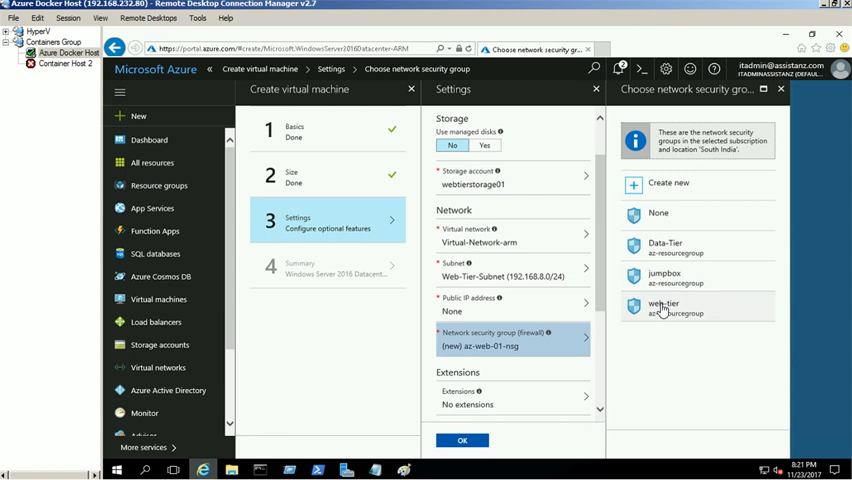 Azure Docker Host (192.168.232.80) - Remote Desktop Connection Manager v2.7
File Edit Session View Remote Desktops Tools Help
HyperV
Containers Group
Azure Docker Host
Container Host 2
https://portal.azure.com/#create/Microsoft.WindowsServer2016Datacenter-ARM
Choose network security gr...
Microsoft Azure
Create virtual machine
Settings
Choose network security group
2
itadmin@assistanz....
ITADMINASSISTANZ (DEFAUL...
New
Dashboard
All resources
Resource groups
App Services
Function Apps
SQL databases
Azure Cosmos DB
Virtual machines
Load balancers
Storage accounts
Virtual networks
Azure Active Directory
Monitor
Advisor
More services
Create virtual machine
1
Basics
Done
2
Size
Done
3
Settings
Configure optional features
4
Summary
Windows Server 2016 Datacent...
Settings
Storage
Use managed disks
No Yes
* Storage account
webtierstorage01
Network
* Virtual network
Virtual-Network-arm
* Subnet
Web-Tier-Subnet (192.168.8.0/24)
* Public IP address
None
* Network security group (firewall)
(new) az-web-01-nsg
Extensions
Extensions
No extensions
OK
Choose network security gro...
These are the network security
groups in the selected subscription
and location 'South India'.
Create new
None
Data-Tier
az-resourcegroup
jumpbox
az-resourcegroup
web-tier
az-resourcegroup
8:21 PM
11/23/2017